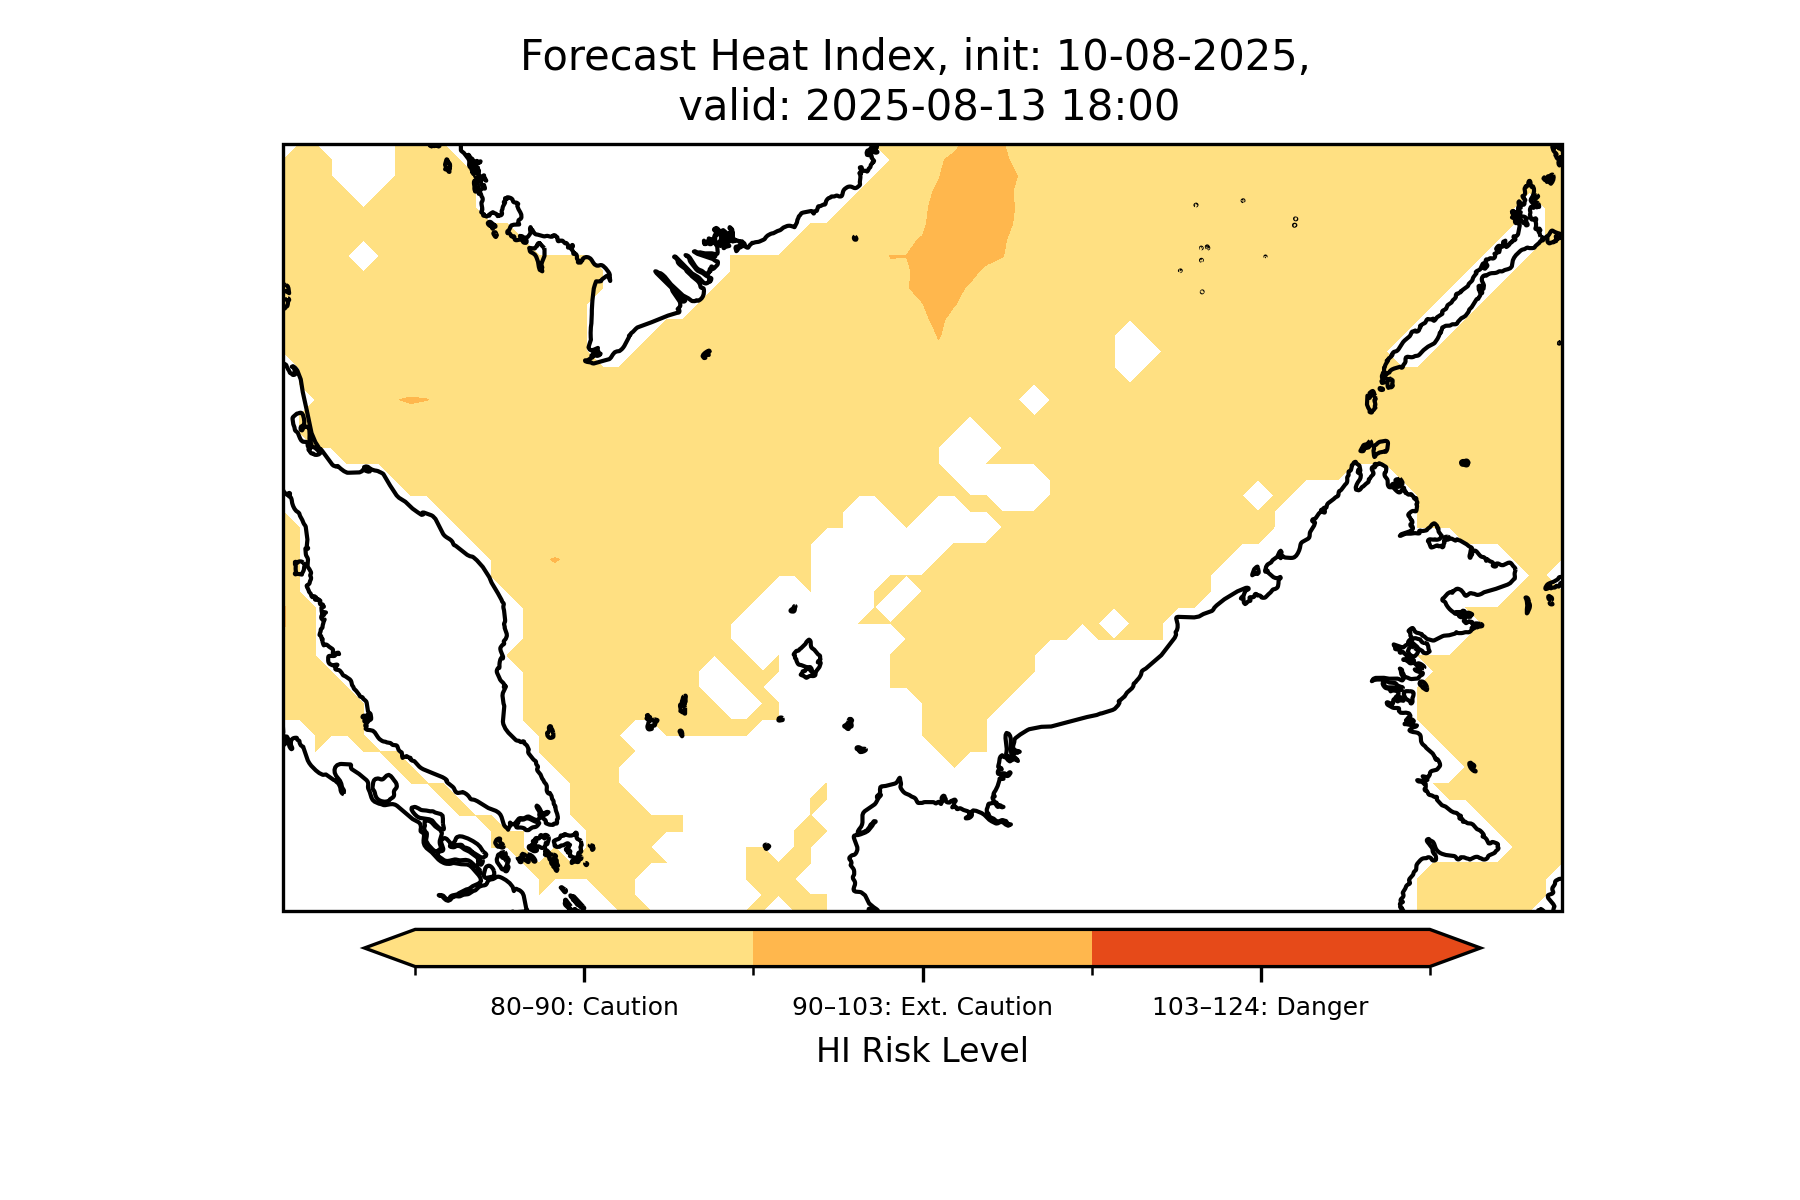 Forecast Heat Index, init: 10-08-2025,
valid: 2025-08-13 18:00
80–90: Caution
90–103: Ext. Caution
103–124: Danger
HI Risk Level